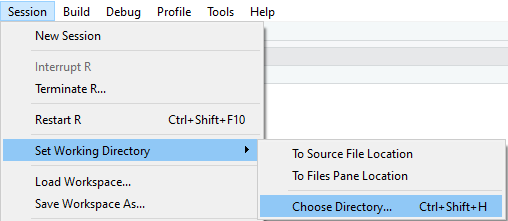 Session Build Debug Profile Tools Help
New Session
Interrupt R
Terminate R...
Restart R Ctrl+Shift+F10
Set Working Directory
To Source File Location
To Files Pane Location
Load Workspace...
Choose Directory... Ctrl+Shift+H
Save Workspace As...